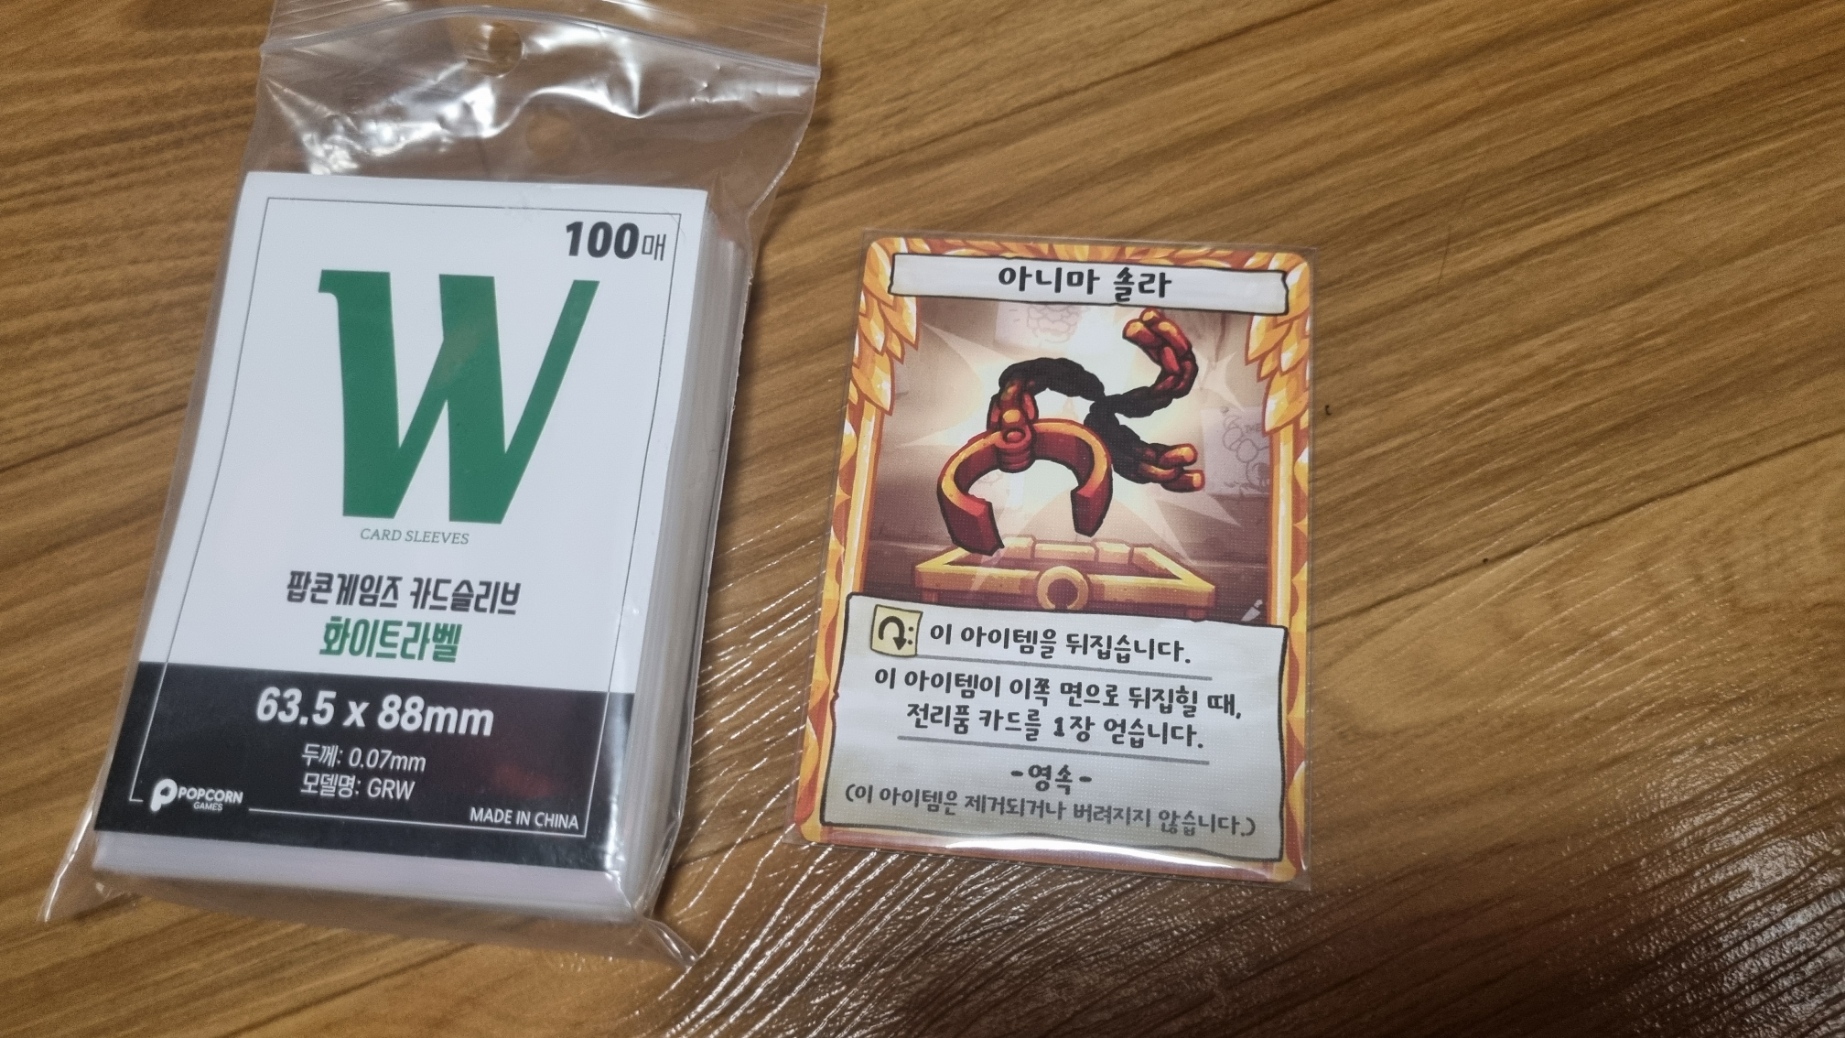 100매
W
CARD SLEEVES
팝콘게임즈 카드슬리브
화이트라벨
63.5 x 88mm
두께: 0.07mm
모델명: GRW
POPCORN
GAMES
MADE IN CHINA
아니마 솔라
: 이 아이템을 뒤집습니다.
이 아이템이 이쪽 면으로 뒤집힐 때,
전리품 카드를 1장 얻습니다.
-영속-
(이 아이템은 제거되거나 버려지지 않습니다.)